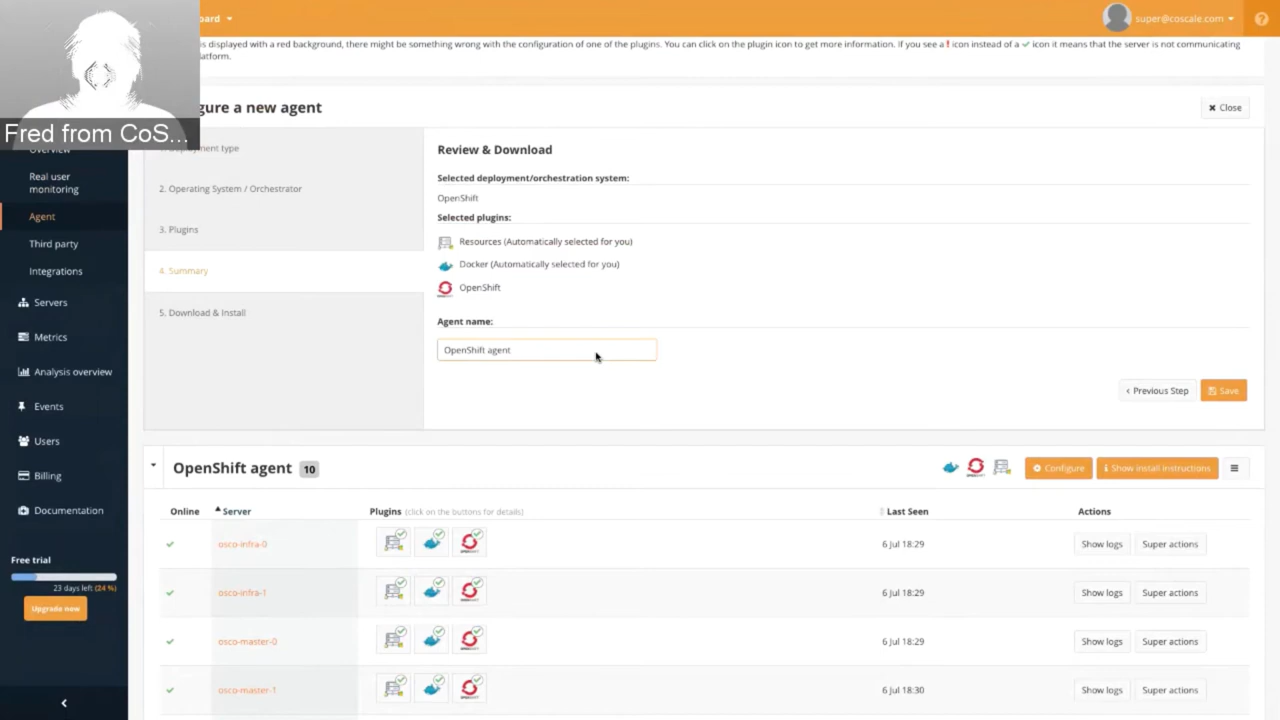 oard
super@coscale.com
is displayed with a red background, there might be something wrong with the configuration of one of the plugins. You can click on the plugin icon to get more information. If you see a ! icon instead of a ✓ icon it means that the server is not communicating
atform.
Fred from CoS...
gure a new agent
Close
Overview
Real user
monitoring
Agent
Third party
Integrations
Servers
Metrics
Analysis overview
Events
Users
Billing
Documentation
Free trial
23 days left (24 %)
Upgrade now
1. Deployment type
2. Operating System / Orchestrator
3. Plugins
4. Summary
5. Download & Install
Review & Download
Selected deployment/orchestration system:
OpenShift
Selected plugins:
Resources (Automatically selected for you)
Docker (Automatically selected for you)
OpenShift
Agent name:
OpenShift agent
‹ Previous Step
Save
OpenShift agent 10
Configure
Show install instructions
Online Server Plugins (click on the buttons for details) Last Seen Actions
osco-infra-0 6 Jul 18:29 Show logs Super actions
osco-infra-1 6 Jul 18:29 Show logs Super actions
osco-master-0 6 Jul 18:29 Show logs Super actions
osco-master-1 6 Jul 18:30 Show logs Super actions